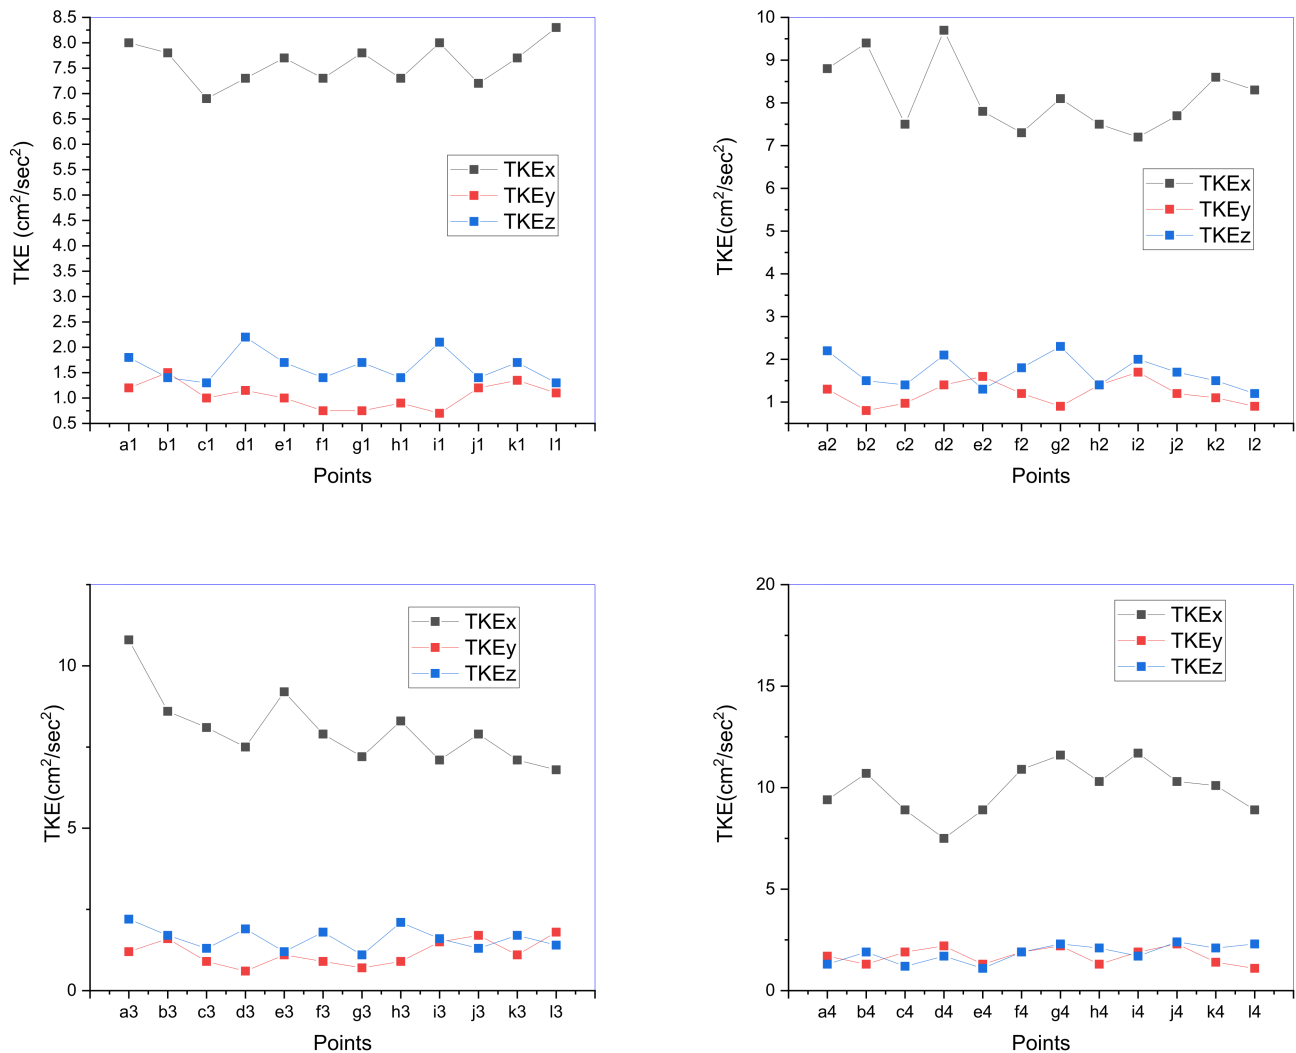 8.5
8.0
7.5
7.0
6.5
6.0
5.5
5.0
4.5
4.0
3.5
3.0
2.5
2.0
1.5
1.0
0.5
TKE (cm²/sec²)
TKEx
TKEy
TKEz
a1 b1 c1 d1 e1 f1 g1 h1 i1 j1 k1 l1
Points
10
9
8
7
6
5
4
3
2
1
TKE(cm²/sec²)
TKEx
TKEy
TKEz
a2 b2 c2 d2 e2 f2 g2 h2 i2 j2 k2 l2
Points
10
5
0
TKE(cm²/sec²)
TKEx
TKEy
TKEz
a3 b3 c3 d3 e3 f3 g3 h3 i3 j3 k3 l3
Points
20
15
10
5
0
TKE(cm²/sec²)
TKEx
TKEy
TKEz
a4 b4 c4 d4 e4 f4 g4 h4 i4 j4 k4 l4
Points